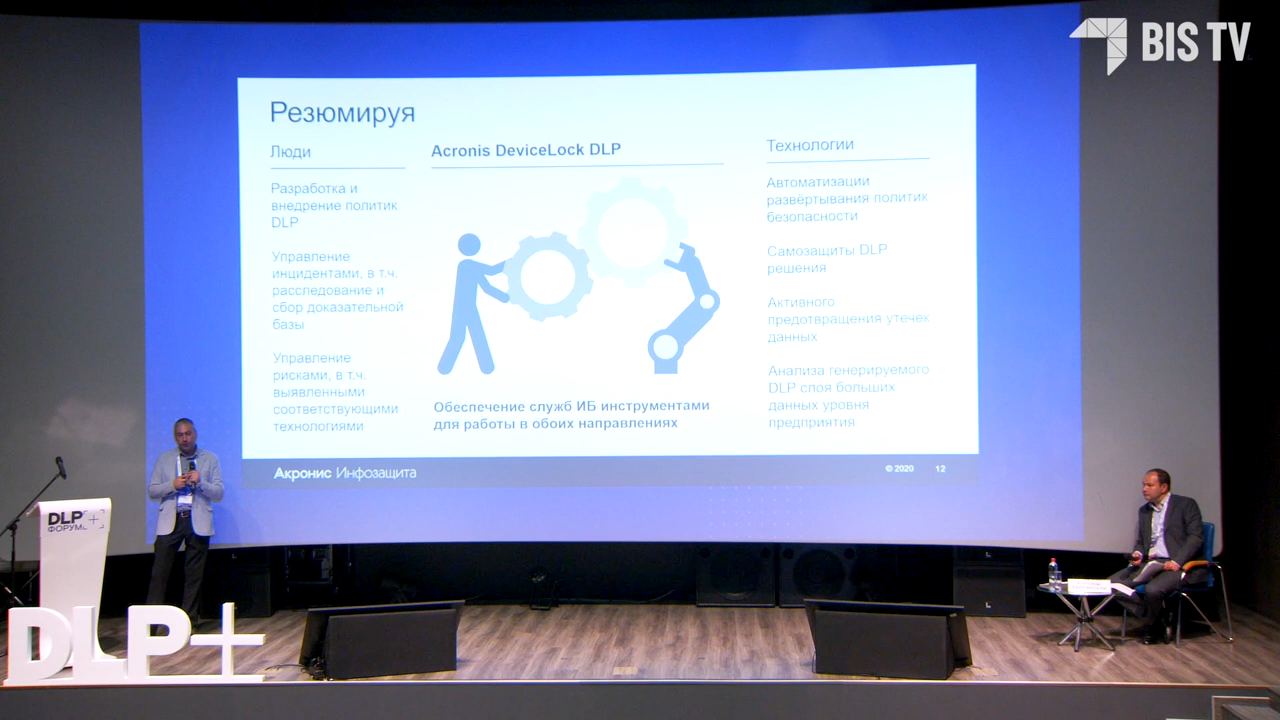 BIS TV
Резюмируя
Люди
Разработка и
внедрение политик
DLP
Управление
инцидентами, в т.ч.
расследование и
сбор доказательной
базы
Управление
рисками, в т.ч.
выявленными
соответствующими
технологиями
Acronis DeviceLock DLP
Обеспечение служб ИБ инструментами
для работы в обоих направлениях
Технологии
Автоматизации
развёртывания политик
безопасности
Самозащиты DLP
решения
Активного
предотвращения утечек
данных
Анализа генерируемого
DLP слоя больших
данных уровня
предприятия
Акронис Инфозащита
© 2020
12
DLP+
ФОРУМ
DLP+